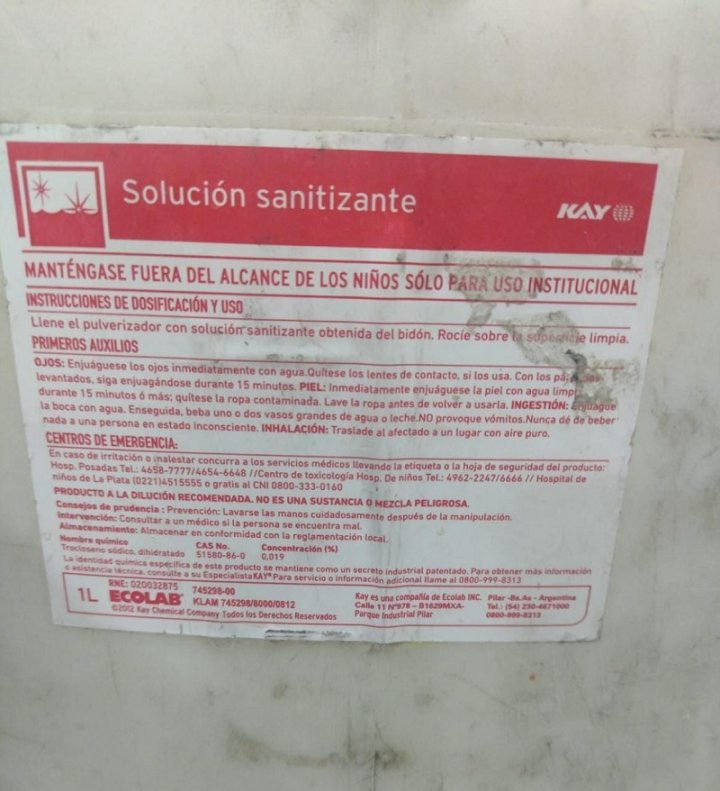 Solución sanitizante
KAY
MANTÉNGASE FUERA DEL ALCANCE DE LOS NIÑOS SÓLO PARA USO INSTITUCIONAL
INSTRUCCIONES DE DOSIFICACIÓN Y USO
Llene el pulverizador con solución sanitizante obtenida del bidón. Rocíe sobre la superficie limpia.
PRIMEROS AUXILIOS
OJOS: Enjuáguese los ojos inmediatamente con agua.Quítese los lentes de contacto, si los usa. Con los
levantados, siga enjuagándose durante 15 minutos. PIEL: Inmediatamente enjuáguese la piel con agua
durante 15 minutos ó más; quítese la ropa contaminada. Lave la ropa antes de volver a usarla. INGESTIÓN: Enjuague
la boca con agua. Enseguida, beba uno o dos vasos grandes de agua o leche.NO provoque vómitos.Nunca dé de beber
nada a una persona en estado inconsciente. INHALACIÓN: Traslade al afectado a un lugar con aire puro.
CENTROS DE EMERGENCIA:
En caso de irritación o malestar concurra a los servicios médicos llevando la etiqueta o la hoja de seguridad del producto:
Hosp. Posadas Tel.: 4658-7777/4654-6648 //Centro de toxicología Hosp. De niños Tel.: 4962-2247/6666 // Hospital de
niños de La Plata (0221)4515555 o gratis al CNI 0800-333-0160
PRODUCTO A LA DILUCIÓN RECOMENDADA. NO ES UNA SUSTANCIA O MEZCLA PELIGROSA.
Consejos de prudencia : Prevención: Lavarse las manos cuidadosamente después de la manipulación.
Intervención: Consultar a un médico si la persona se encuentra mal.
Almacenamiento: Almacenar en conformidad con la reglamentación local.
Nombre químico CAS No. Concentración (%)
Trocloseno sódico, dihidratado 51580-86-0 0,019
La identidad química específica de este producto se mantiene como un secreto industrial patentado. Para obtener más información
o asistencia técnica, consulte a su Especialista KAY® Para servicio o información adicional llame al 0800-999-8313
RNE: 020032875
1L ECOLAB® 745298-00
KLAM 745298/8000/0812
©2012 Kay Chemical Company Todos los Derechos Reservados
Kay es una compañía de Ecolab INC.
Calle 11 N°978 - B1629MXA-
Parque Industrial Pilar
Pilar -Bs.As - Argentina
Tel.: (54) 230-4671000
0800-999-8313